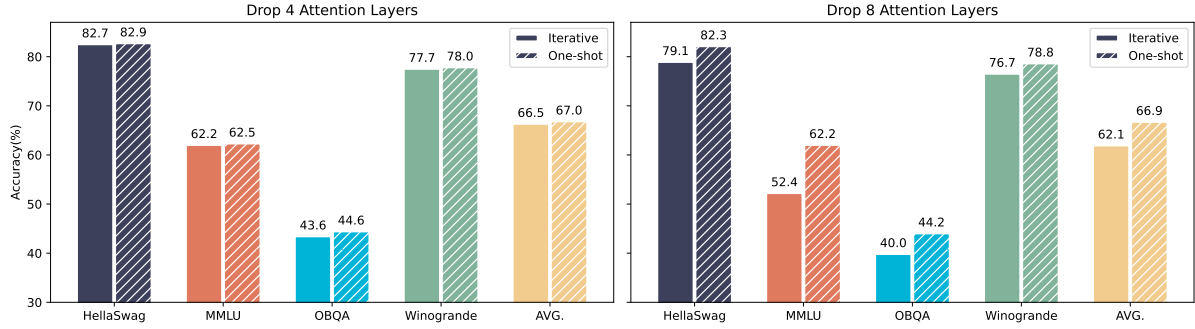 Drop 4 Attention Layers
Accuracy(%)
80
70
60
50
40
30
82.7 82.9
62.2 62.5
43.6 44.6
77.7 78.0
66.5 67.0
Iterative
One-shot
HellaSwag MMLU OBQA Winogrande AVG.
Drop 8 Attention Layers
79.1 82.3
52.4 62.2
40.0 44.2
76.7 78.8
62.1 66.9
Iterative
One-shot
HellaSwag MMLU OBQA Winogrande AVG.